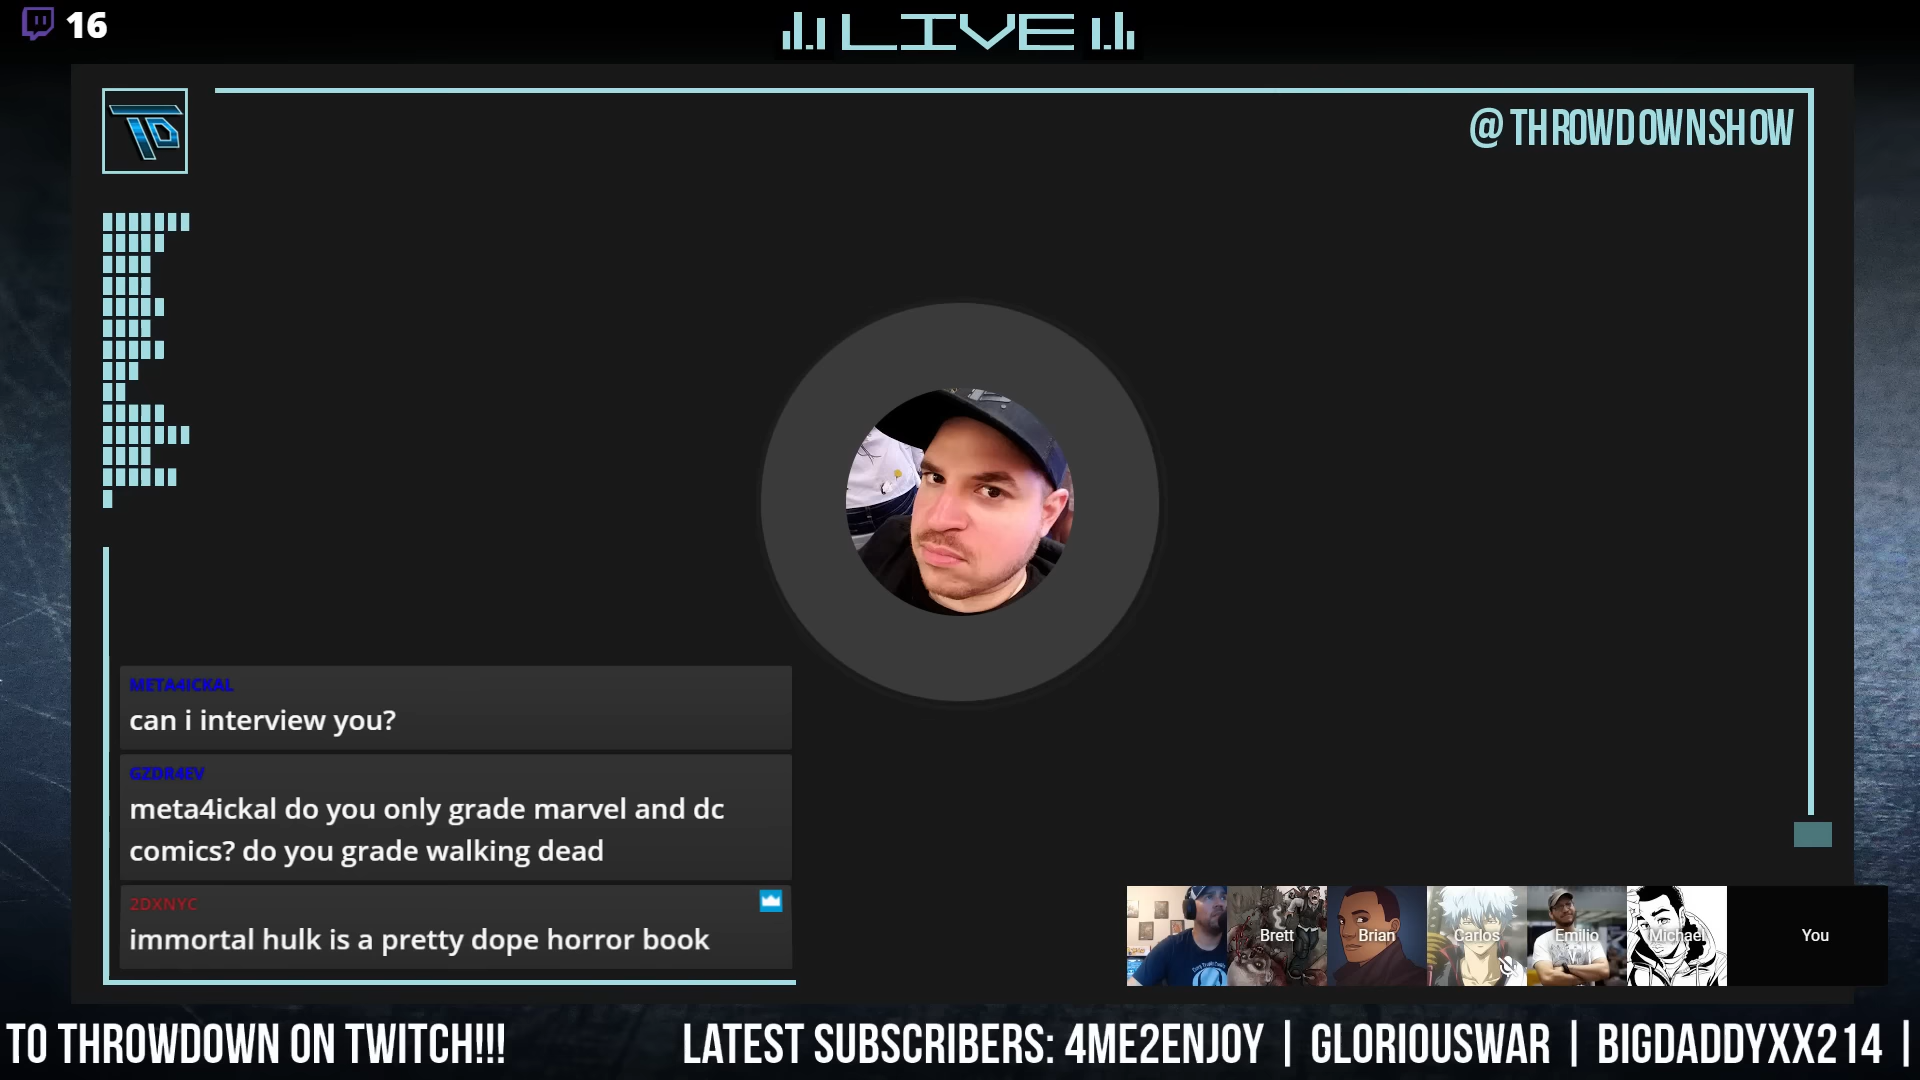 16
LIVE
TD
@THROWDOWNSHOW
META4ICKAL
can i interview you?
GZDR4EV
meta4ickal do you only grade marvel and dc
comics? do you grade walking dead
2DXNYC
immortal hulk is a pretty dope horror book
Brett
Brian
Carlos
Emilio
Michael
You
TO THROWDOWN ON TWITCH!!!
LATEST SUBSCRIBERS: 4ME2ENJOY | GLORIOUSWAR | BIGDADDYXX214 |